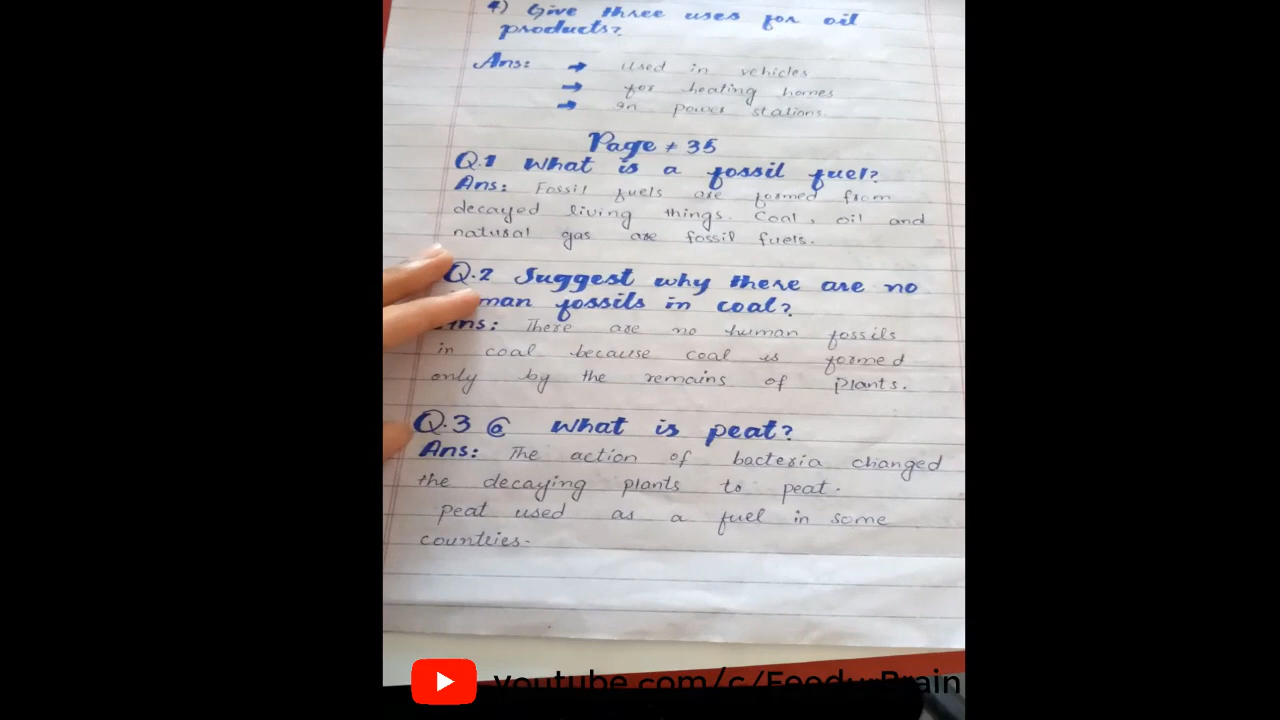 4) Give three uses for oil
products?
Ans: → used in vehicles
→ for heating homes
→ In power stations.
Page # 35
Q.1 What is a fossil fuel?
Ans: Fossil fuels are formed from
decayed living things. Coal, oil and
natural gas are fossil fuels.
Q.2 Suggest why there are no
man fossils in coal?
Ans: There are no human fossils
in coal because coal is formed
only by the remains of plants.
Q.3 @ What is peat?
Ans: The action of bacteria changed
the decaying plants to peat.
peat used as a fuel in some
countries.
youtube.com/c/FoodurBrain